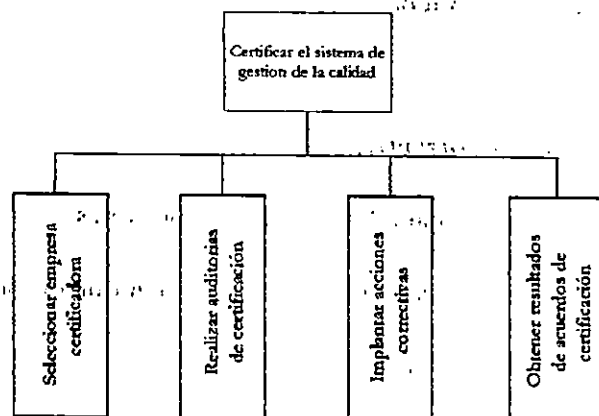 Certificar el sistema de
gestion de la calidad
Seleccionar empresa
certificadora
Realizar auditorias
de certificación
Implantar acciones
correctivas
Obtener resultados
de acuerdos de
certificación